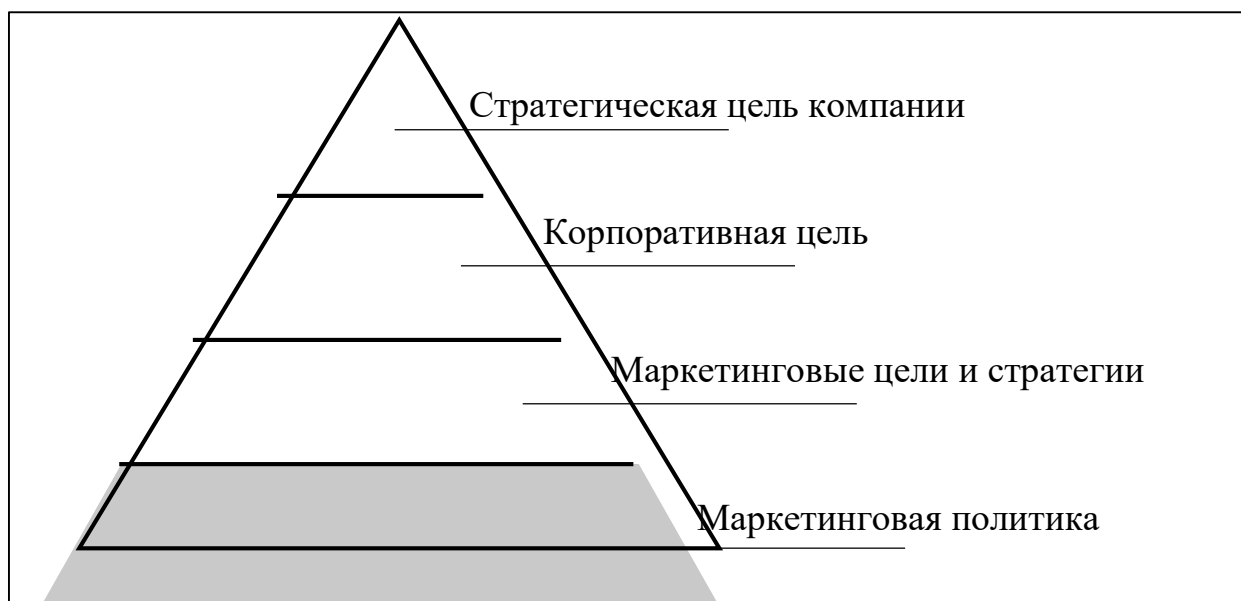 Стратегическая цель компании
Корпоративная цель
Маркетинговые цели и стратегии
Маркетинговая политика